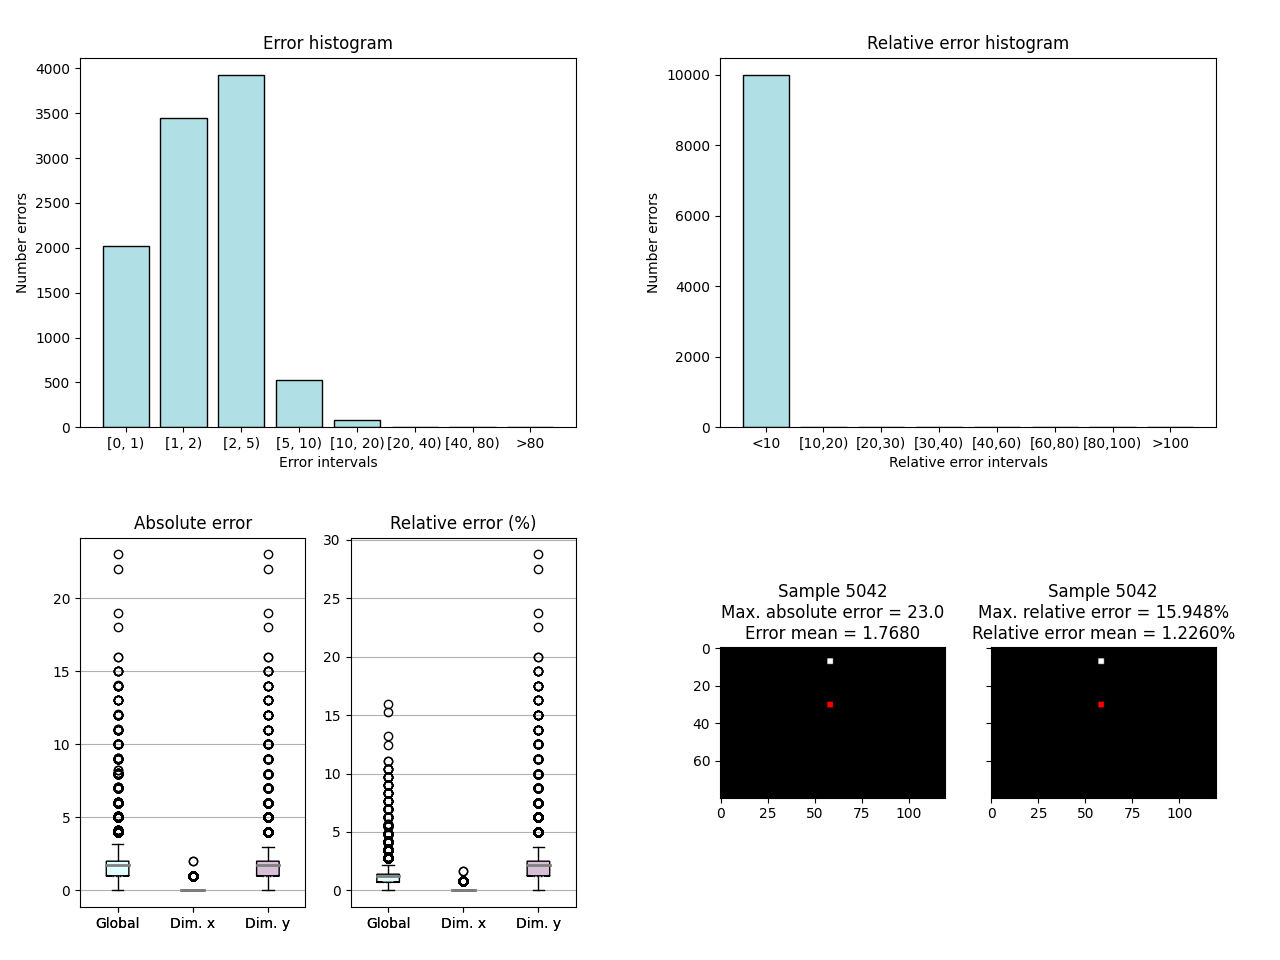 Error histogram
Number errors
4000
3500
3000
2500
2000
1500
1000
500
0
[0, 1) [1, 2) [2, 5) [5, 10) [10, 20) [20, 40) [40, 80) >80
Error intervals
Relative error histogram
Number errors
10000
8000
6000
4000
2000
0
<10 [10,20) [20,30) [30,40) [40,60) [60,80) [80,100) >100
Relative error intervals
Absolute error
20
15
10
5
0
Global Dim. x Dim. y
Relative error (%)
30
25
20
15
10
5
0
Global Dim. x Dim. y
Sample 5042
Max. absolute error = 23.0
Error mean = 1.7680
0
20
40
60
0 25 50 75 100
Sample 5042
Max. relative error = 15.948%
Relative error mean = 1.2260%
0 25 50 75 100